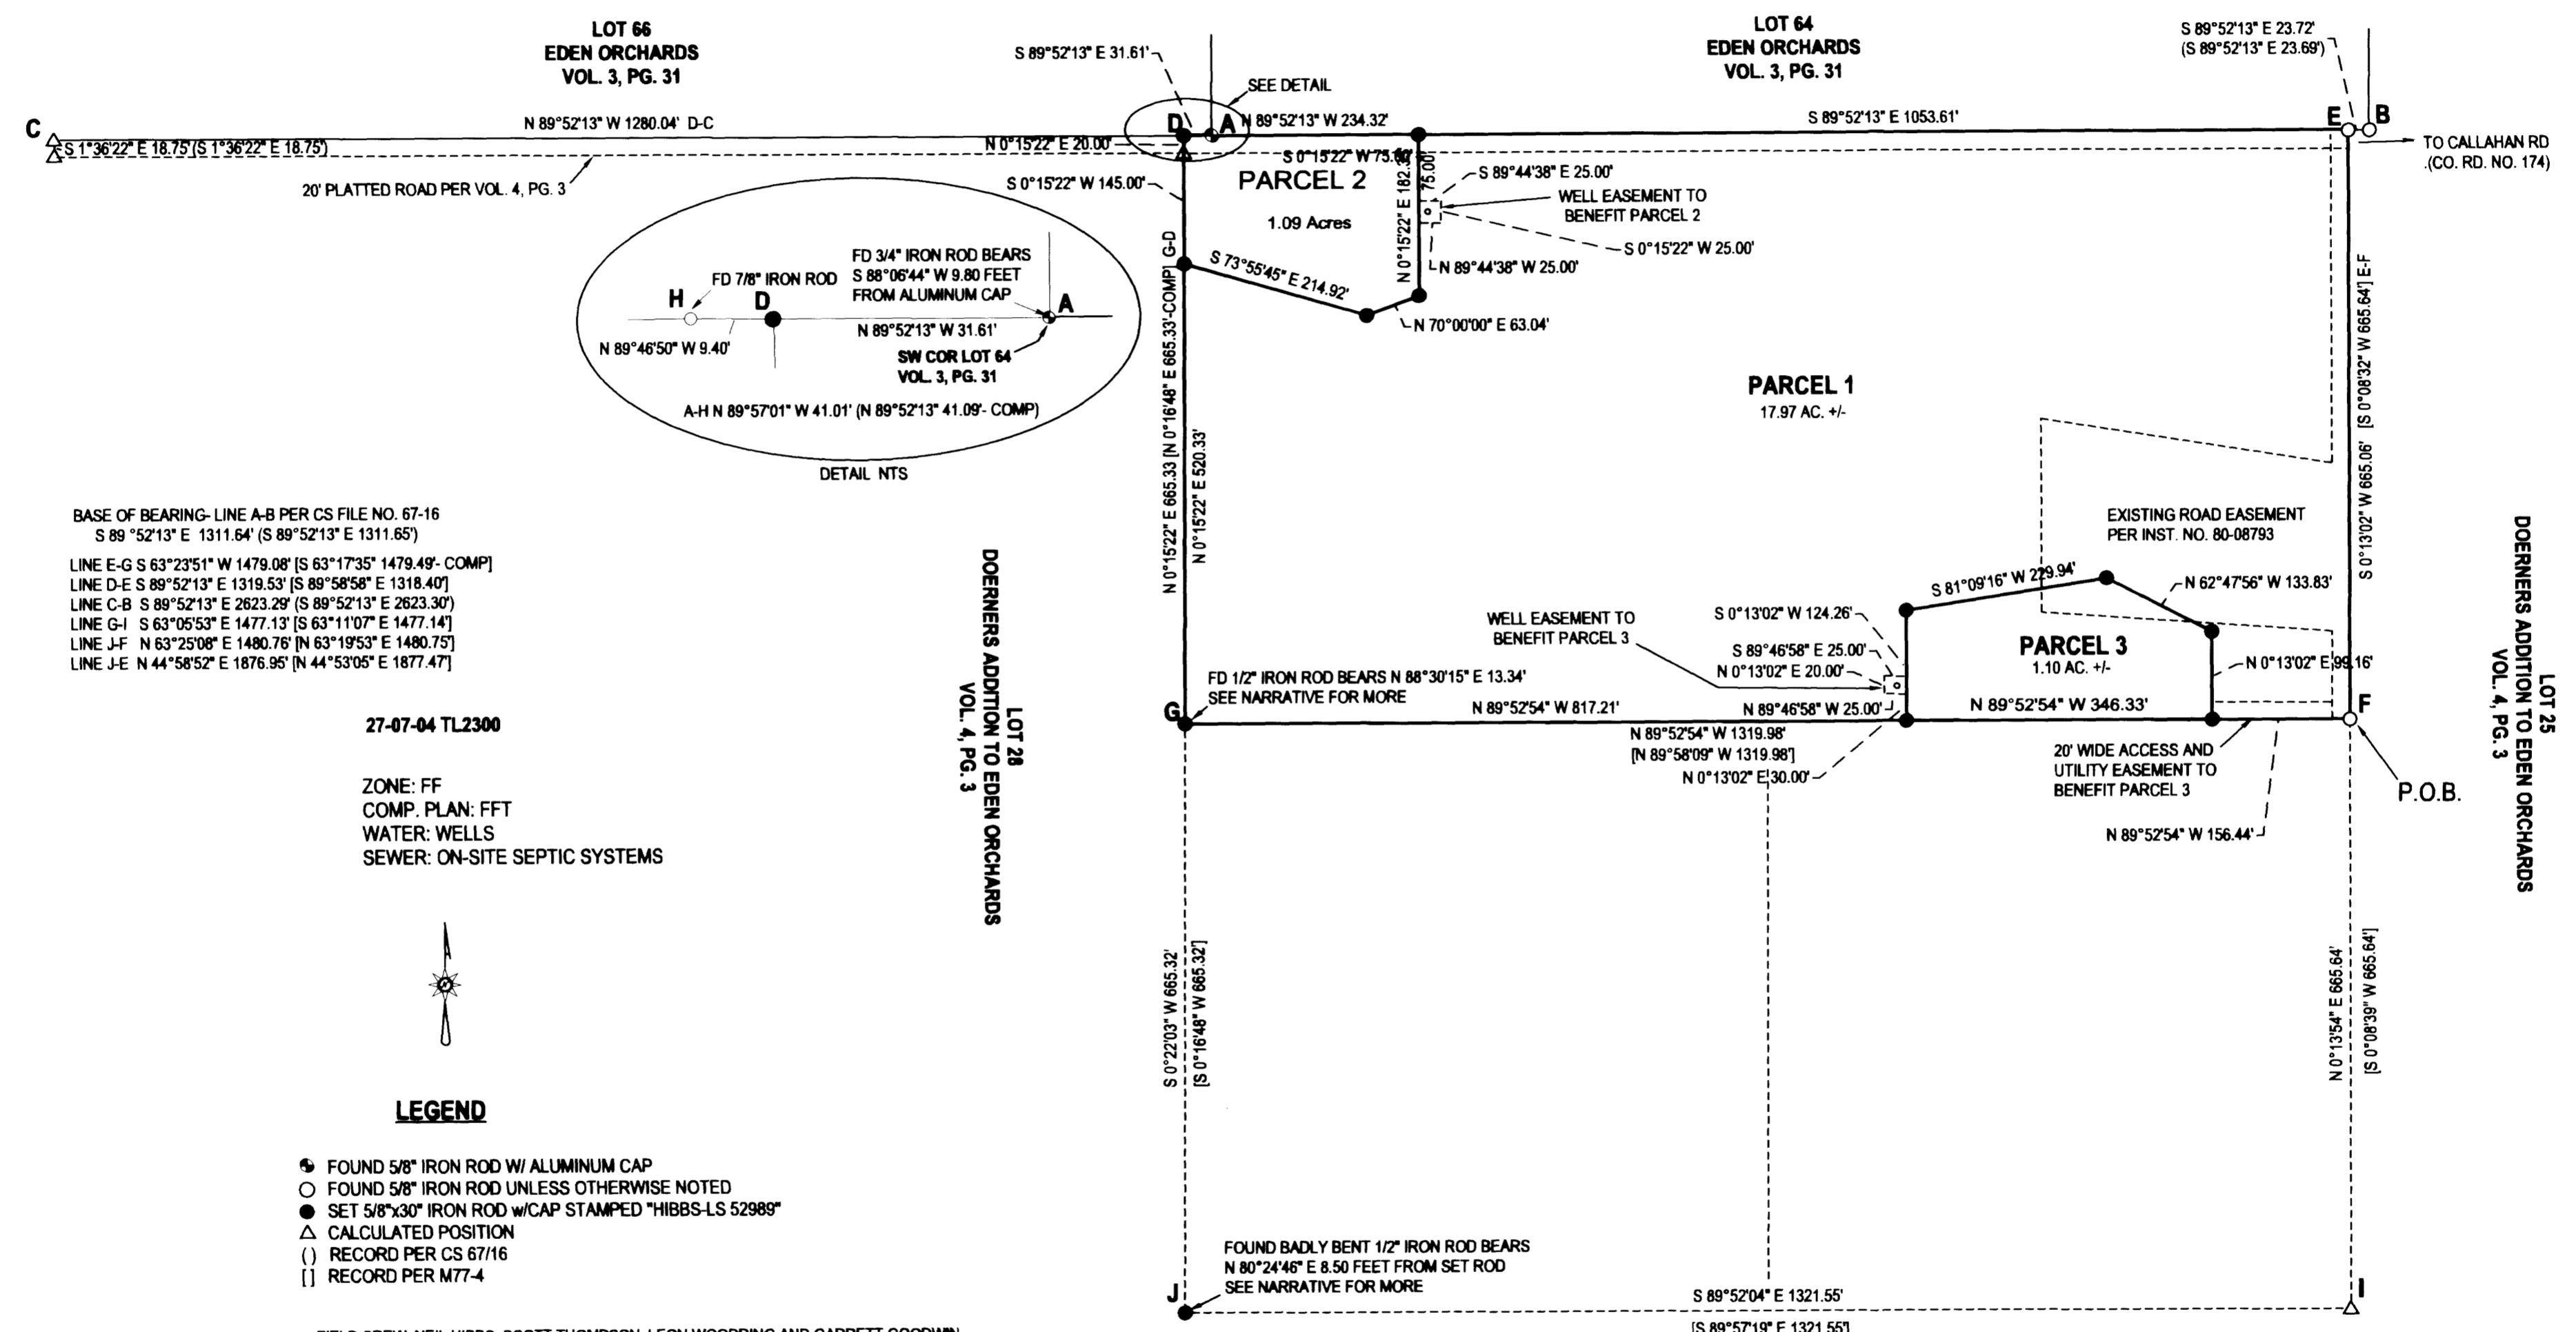 LOT 66
EDEN ORCHARDS
VOL. 3, PG. 31
S 89°52'13" E 31.61'
SEE DETAIL
LOT 64
EDEN ORCHARDS
VOL. 3, PG. 31
S 89°52'13" E 23.72'
(S 89°52'13" E 23.69')
C
N 89°52'13" W 1280.04' D-C
D
A
N 89°52'13" W 234.32'
S 89°52'13" E 1053.61'
E
B
S 1°36'22" E 18.75'(S 1°36'22" E 18.75')
N 0°15'22" E 20.00'
TO CALLAHAN RD
.(CO. RD. NO. 174)
20' PLATTED ROAD PER VOL. 4, PG. 3
S 0°15'22" W 145.00'
PARCEL 2
1.09 Acres
75.00'
S 89°44'38" E 25.00'
WELL EASEMENT TO
BENEFIT PARCEL 2
S 0°15'22" W 25.00'
N 89°44'38" W 25.00'
S 73°55'45" E 214.92'
N 70°00'00" E 63.04'
FD 3/4" IRON ROD BEARS
S 88°06'44" W 9.80 FEET
FROM ALUMINUM CAP
FD 7/8" IRON ROD
H
D
A
N 89°52'13" W 31.61'
N 89°46'50" W 9.40'
SW COR LOT 64
VOL. 3, PG. 31
A-H N 89°57'01" W 41.01' (N 89°52'13" 41.09'- COMP)
DETAIL NTS
N 0°15'22" E 665.33 [N 0°16'48" E 665.33'-COMP] G-D
N 0°15'22" E 520.33'
PARCEL 1
17.97 AC. +/-
S 0°13'02" W 665.06' [S 0°08'32" W 665.64'] E-F
BASE OF BEARING- LINE A-B PER CS FILE NO. 67-16
S 89 °52'13" E 1311.64' (S 89°52'13" E 1311.65')
LINE E-G S 63°23'51" W 1479.08' [S 63°17'35" 1479.49'- COMP]
LINE D-E S 89°52'13" E 1319.53' [S 89°58'58" E 1318.40']
LINE C-B S 89°52'13" E 2623.29' (S 89°52'13" E 2623.30')
LINE G-I S 63°05'53" E 1477.13' [S 63°11'07" E 1477.14']
LINE J-F N 63°25'08" E 1480.76' [N 63°19'53" E 1480.75']
LINE J-E N 44°58'52" E 1876.95' [N 44°53'05" E 1877.47']
EXISTING ROAD EASEMENT
PER INST. NO. 80-08793
S 81°09'16" W 229.94'
N 62°47'56" W 133.83'
WELL EASEMENT TO
BENEFIT PARCEL 3
S 0°13'02" W 124.26'
S 89°46'58" E 25.00'
N 0°13'02" E 20.00'
N 89°46'58" W 25.00'
PARCEL 3
1.10 AC. +/-
N 0°13'02" E 99.16'
N 89°52'54" W 346.33'
FD 1/2" IRON ROD BEARS N 88°30'15" E 13.34'
SEE NARRATIVE FOR MORE
G
N 89°52'54" W 817.21'
F
N 89°52'54" W 1319.98'
[N 89°58'09" W 1319.98']
N 0°13'02" E 30.00'
20' WIDE ACCESS AND
UTILITY EASEMENT TO
BENEFIT PARCEL 3
P.O.B.
N 89°52'54" W 156.44'
LOT 28
DOERNERS ADDITION TO EDEN ORCHARDS
VOL. 4, PG. 3
LOT 25
DOERNERS ADDITION TO EDEN ORCHARDS
VOL. 4, PG. 3
27-07-04 TL2300
ZONE: FF
COMP. PLAN: FFT
WATER: WELLS
SEWER: ON-SITE SEPTIC SYSTEMS
S 0°22'03" W 665.32'
[S 0°16'48" W 665.32']
N 0°13'54" E 665.64'
[S 0°08'39" W 665.64']
LEGEND
FOUND 5/8" IRON ROD W/ ALUMINUM CAP
FOUND 5/8" IRON ROD UNLESS OTHERWISE NOTED
SET 5/8"x30" IRON ROD w/CAP STAMPED "HIBBS-LS 52989"
CALCULATED POSITION
( ) RECORD PER CS 67/16
[ ] RECORD PER M77-4
FOUND BADLY BENT 1/2" IRON ROD BEARS
N 80°24'46" E 8.50 FEET FROM SET ROD
SEE NARRATIVE FOR MORE
J
I
S 89°52'04" E 1321.55'
[S 89°57'19" E 1321.55']
FIELD CREW: NEIL HIBBS, SCOTT THOMPSON, LEON WOODRING AND GARRETT GOODWIN